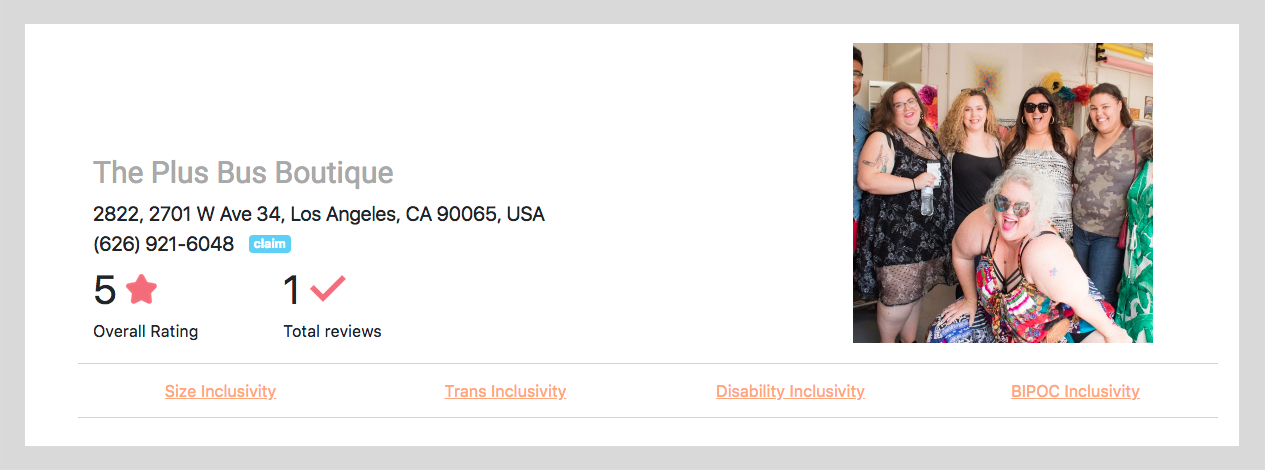 The Plus Bus Boutique
2822, 2701 W Ave 34, Los Angeles, CA 90065, USA
(626) 921-6048 claim
5 1
Overall Rating Total reviews
Size Inclusivity Trans Inclusivity Disability Inclusivity BIPOC Inclusivity